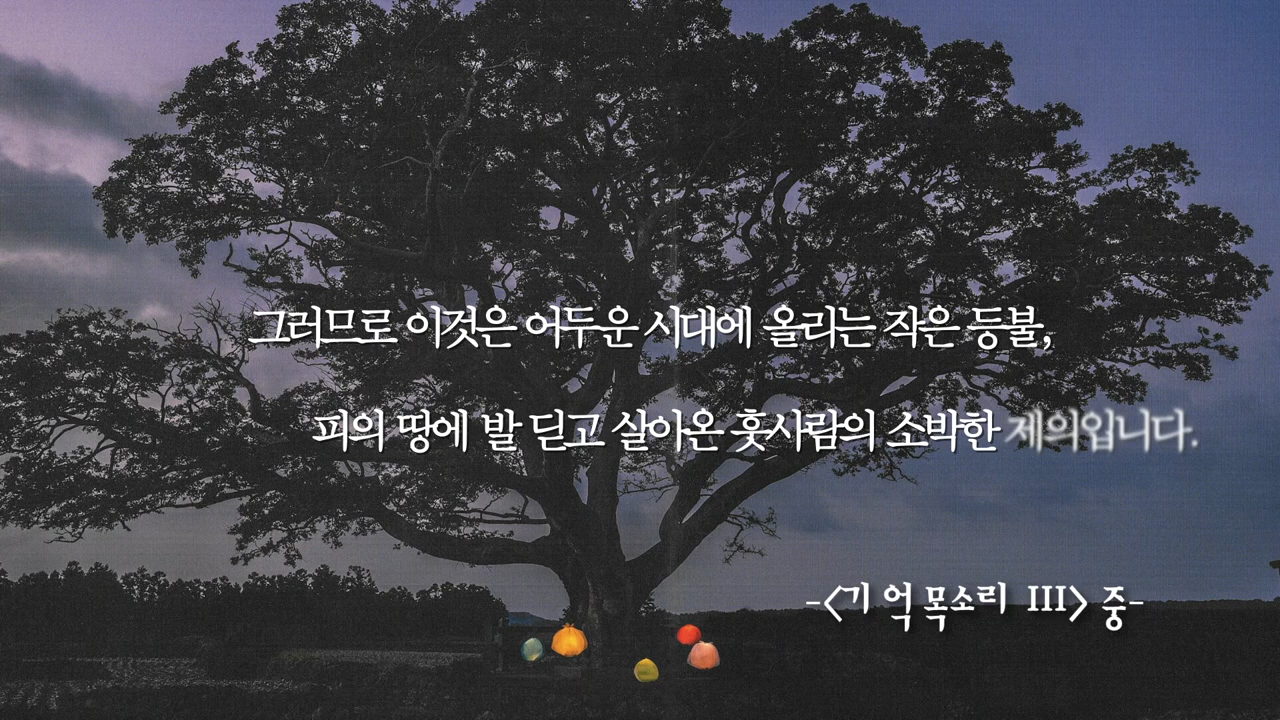 그러므로 이것은 어두운 시대에 올리는 작은 등불,
피의 땅에 발 딛고 살아온 홋사람의 소박한 제의입니다.
-<기억목소리 III> 중-